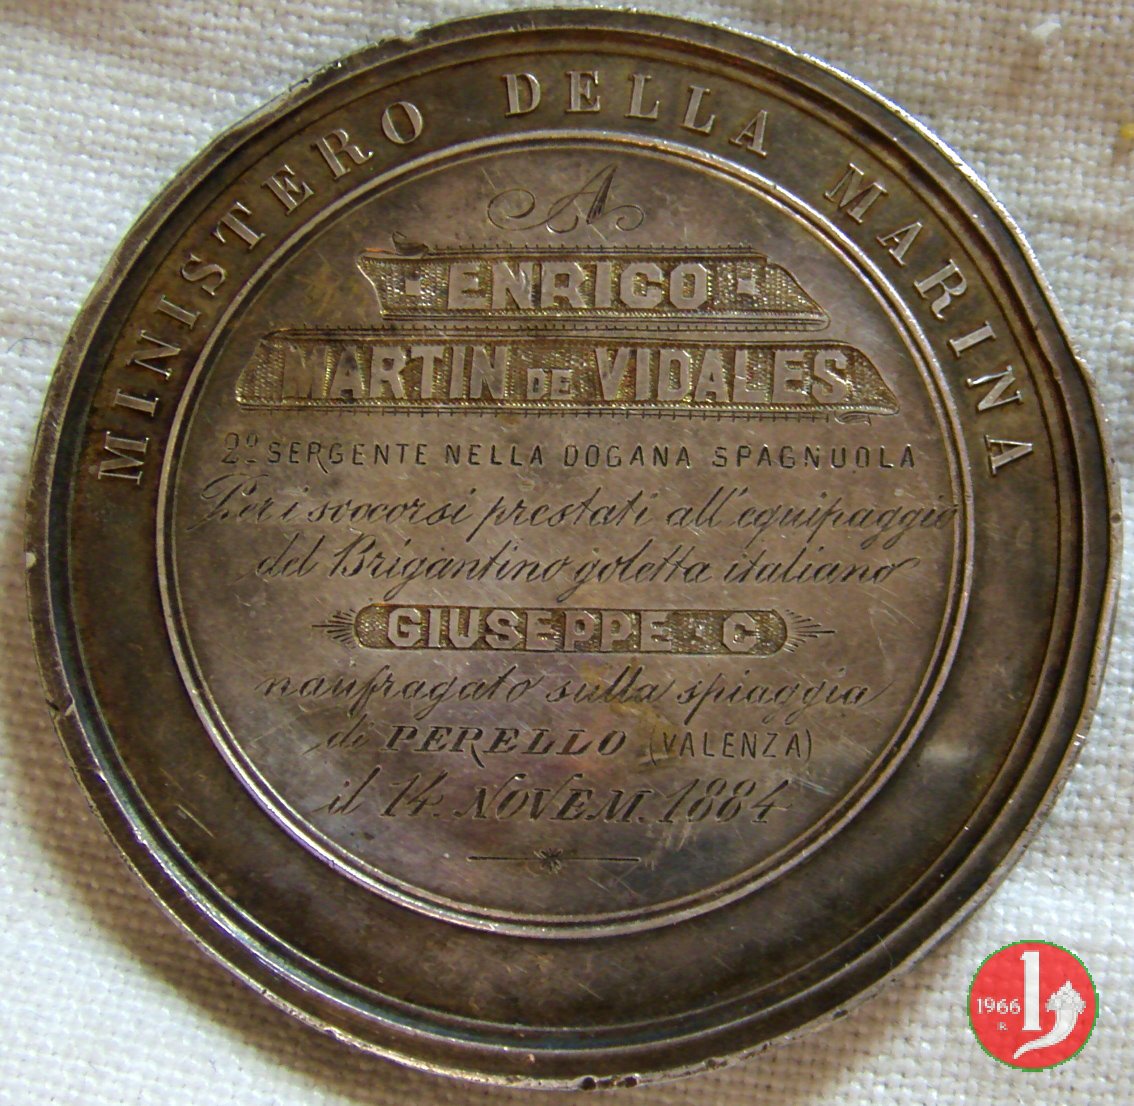 MINISTERO DELLA MARINA
A
ENRICO
MARTIN DE VIDALES
2º SERGENTE NELLA DOGANA SPAGNUOLA
Per i soccorsi prestati all'equipaggio
del Brigantino goletta italiano
GIUSEPPE C
naufragato sulla spiaggia
de PERELLO (VALENZA)
il 14. NOVEM. 1884
1966
R